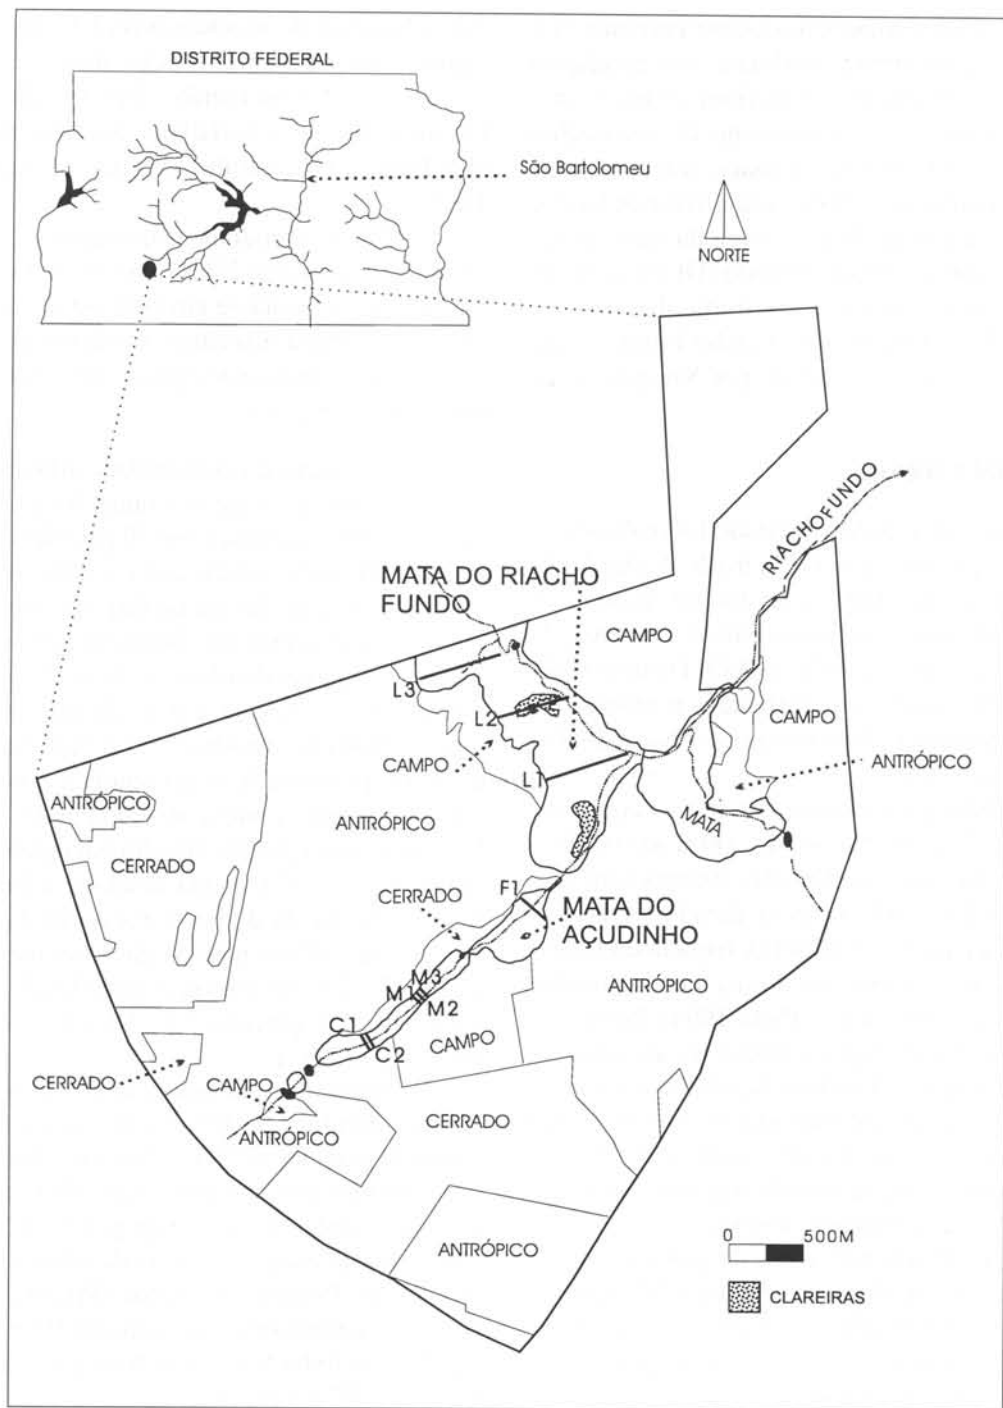 DISTRITO FEDERAL
São Bartolomeu
NORTE
RIACHO FUNDO
MATA DO RIACHO
FUNDO
CAMPO
L3
L2
CAMPO
CAMPO
L1
ANTRÓPICO
ANTRÓPICO
ANTRÓPICO
MATA
CERRADO
F1
CERRADO
MATA DO
AÇUDINHO
ANTRÓPICO
M3
M1
M2
C1
CAMPO
C2
CERRADO
CAMPO
CERRADO
ANTRÓPICO
0 500M
ANTRÓPICO
CLAREIRAS